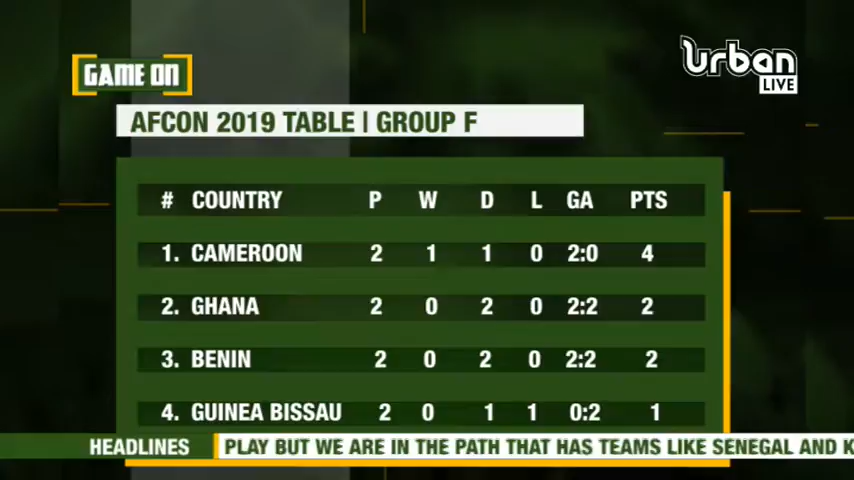 GAME ON
Urban
LIVE
AFCON 2019 TABLE | GROUP F
# COUNTRY P W D L GA PTS
1. CAMEROON 2 1 1 0 2:0 4
2. GHANA 2 0 2 0 2:2 2
3. BENIN 2 0 2 0 2:2 2
4. GUINEA BISSAU 2 0 1 1 0:2 1
HEADLINES PLAY BUT WE ARE IN THE PATH THAT HAS TEAMS LIKE SENEGAL AND